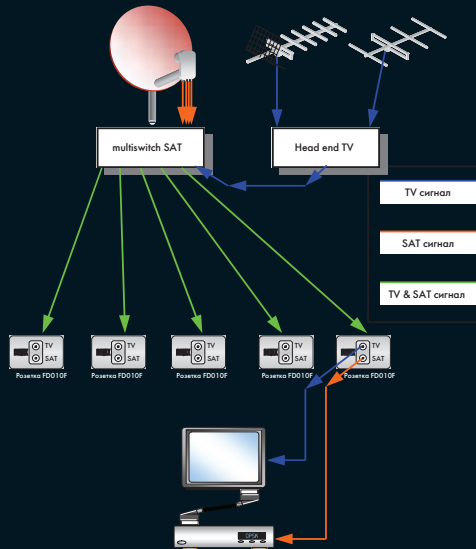 multiswitch SAT
Head end TV
TV сигнал
SAT сигнал
TV & SAT сигнал
TV
SAT
Розетка FD010F
TV
SAT
Розетка FD010F
TV
SAT
Розетка FD010F
TV
SAT
Розетка FD010F
TV
SAT
Розетка FD010F